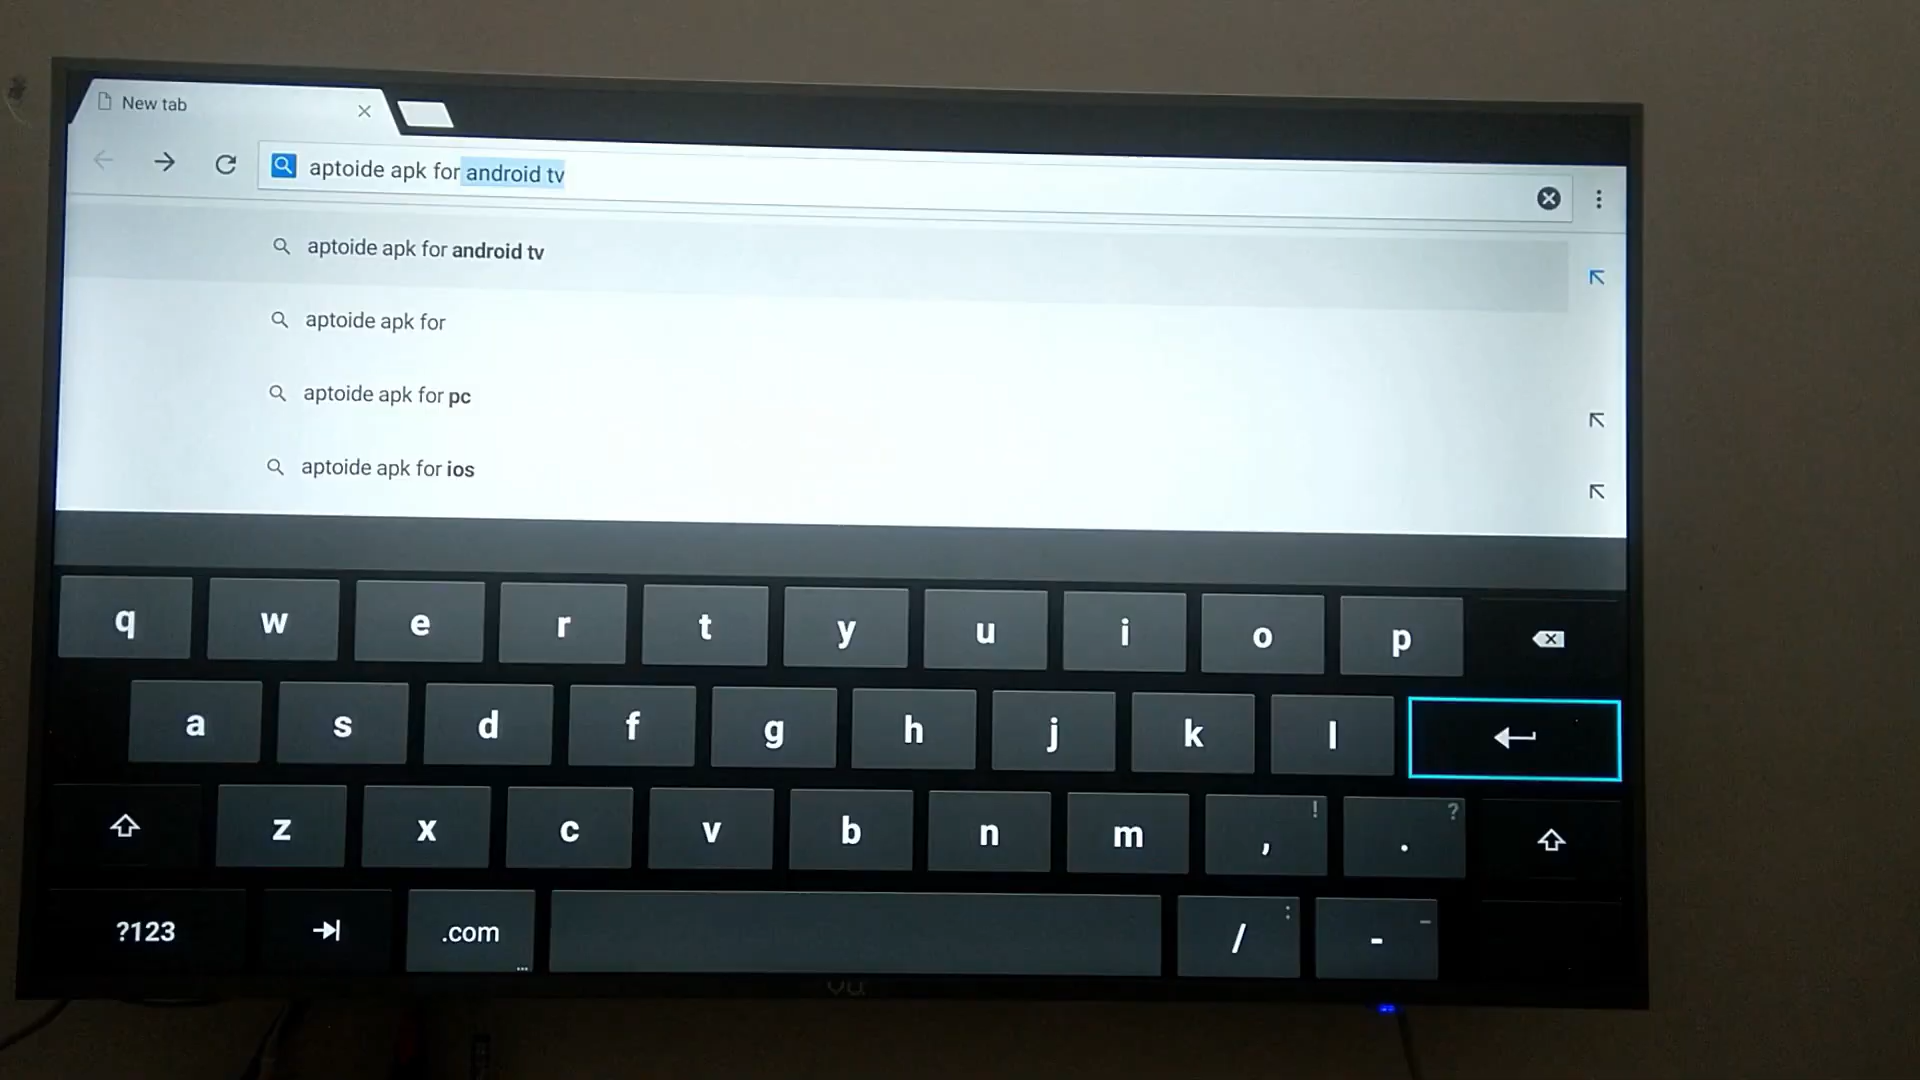 New tab
aptoide apk for android tv
aptoide apk for android tv
aptoide apk for
aptoide apk for pc
aptoide apk for ios
q w e r t y u i o p
a s d f g h j k l
z x c v b n m , ! . ?
?123 .com ... / : - _
vu